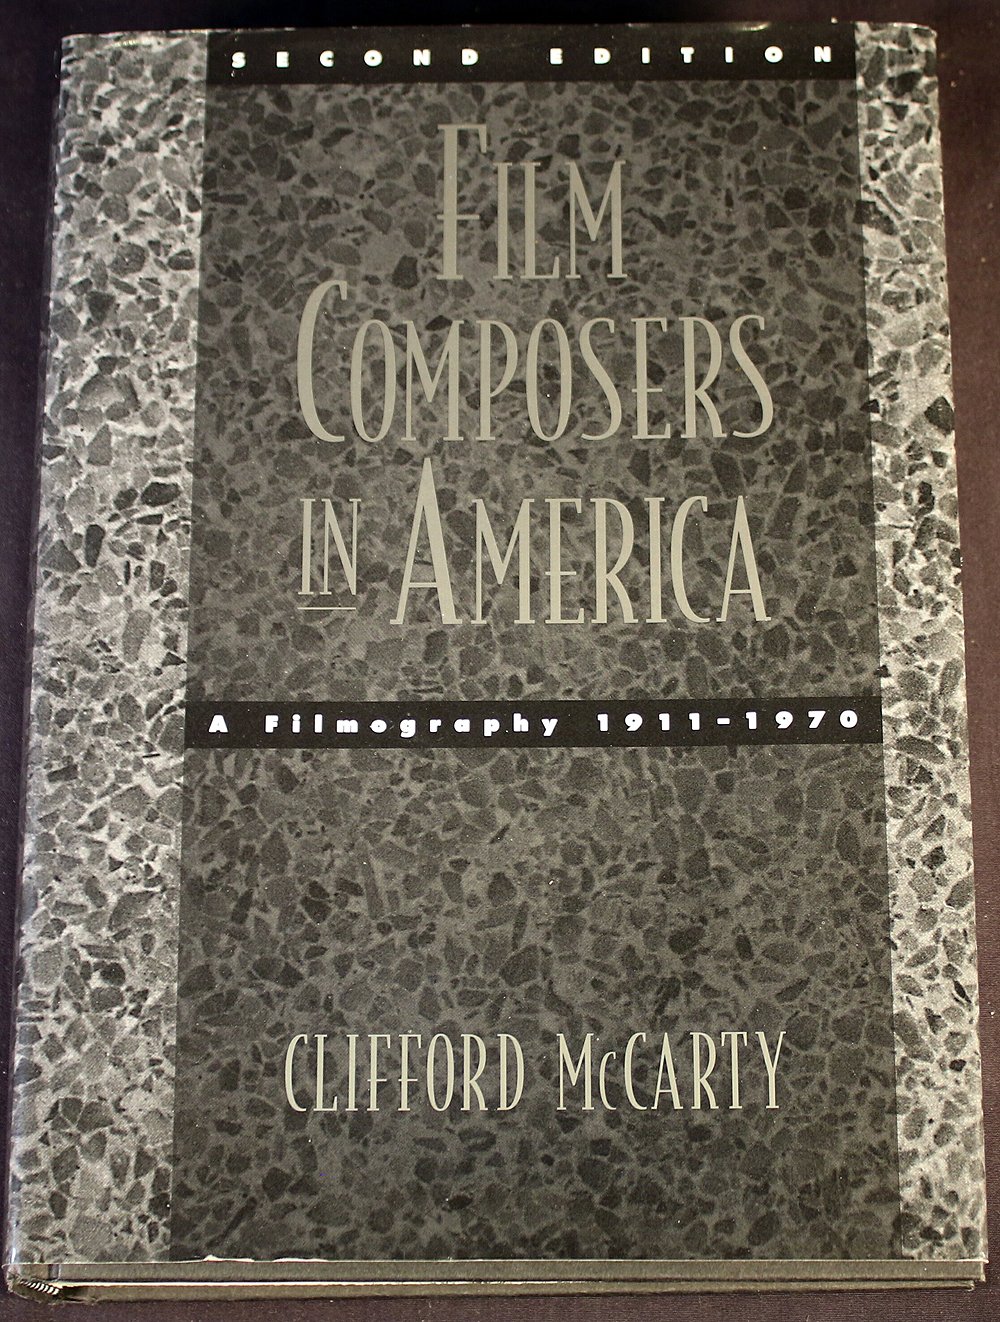 SECOND EDITION
FILM
COMPOSERS
IN AMERICA
A Filmography 1911-1970
CLIFFORD McCARTY